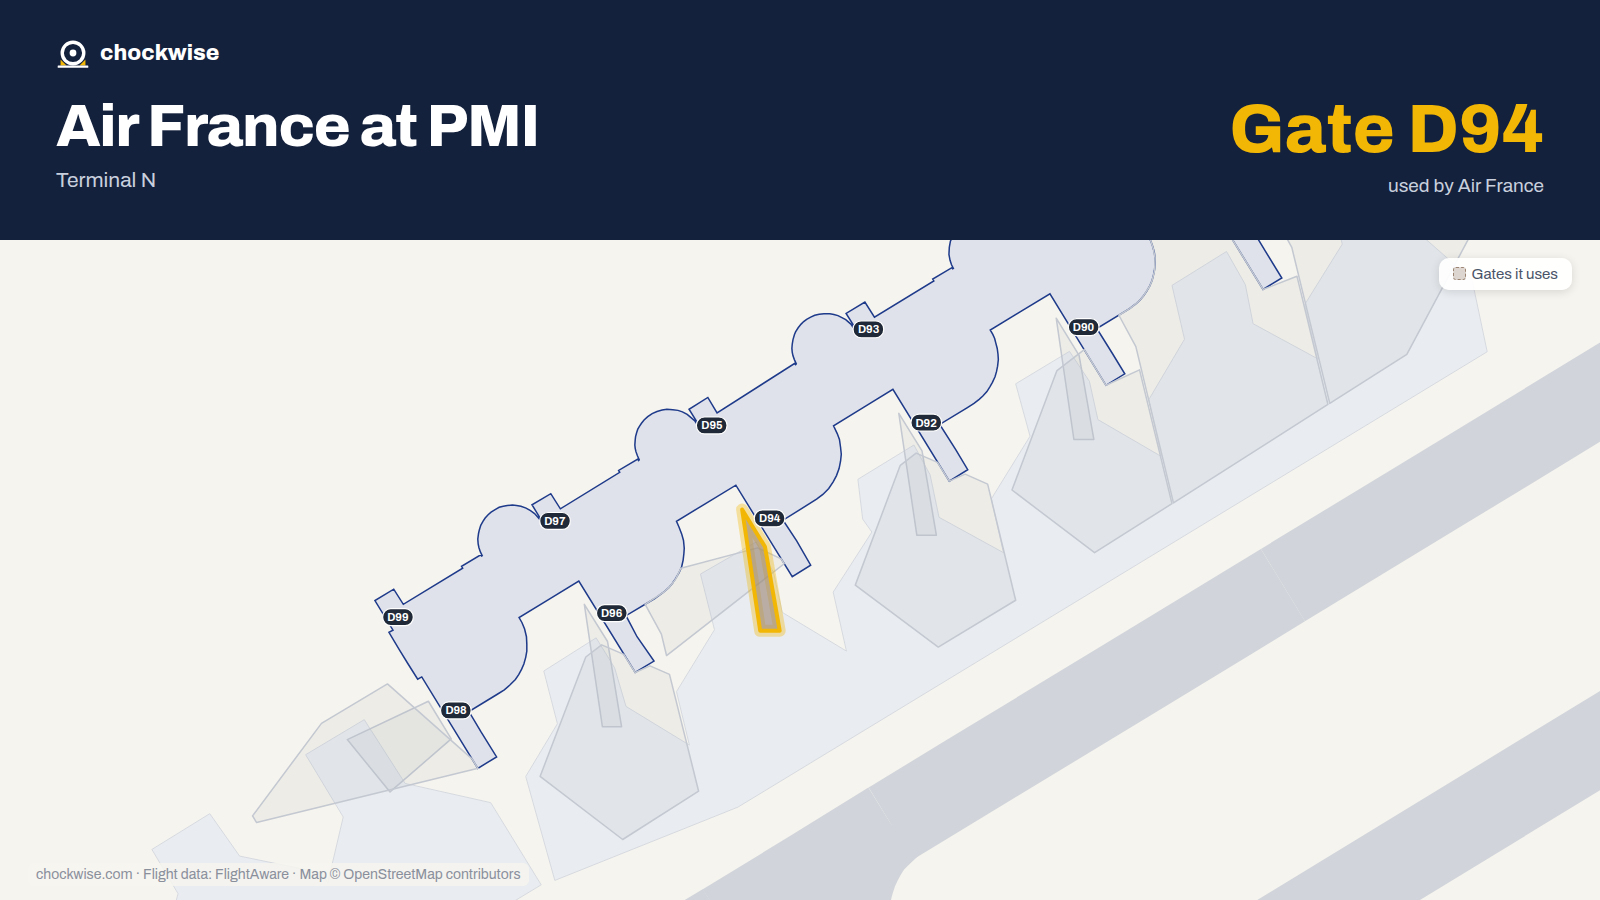 chockwise
Air France at PMI
Terminal N
Gate D94
used by Air France
Gates it uses
D93
D90
D95
D92
D97
D94
D99
D96
D98
chockwise.com · Flight data: FlightAware · Map © OpenStreetMap contributors